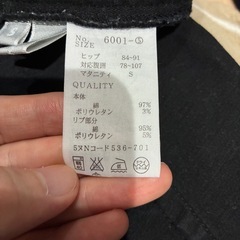 No. 6001-Ⓢ
SIZE
ヒップ 84-91
対応腹囲 78-107
マタニティ S
QUALITY
本体
綿 97%
ポリウレタン 3%
リブ部分
綿 95%
ポリウレタン 5%
SヌNコード536-701